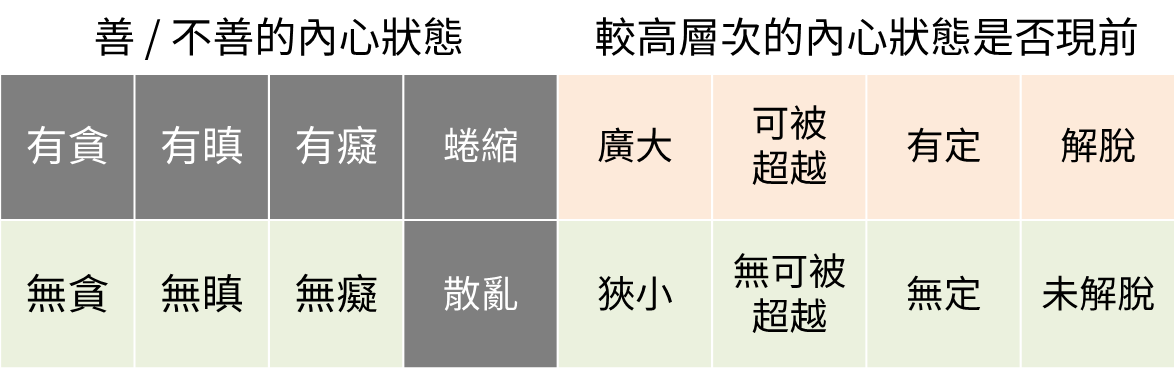 善 / 不善的內心狀態 較高層次的內心狀態是否現前
有貪 有瞋 有癡 蜷縮 廣大 可被超越 有定 解脫
無貪 無瞋 無癡 散亂 狹小 無可被超越 無定 未解脫